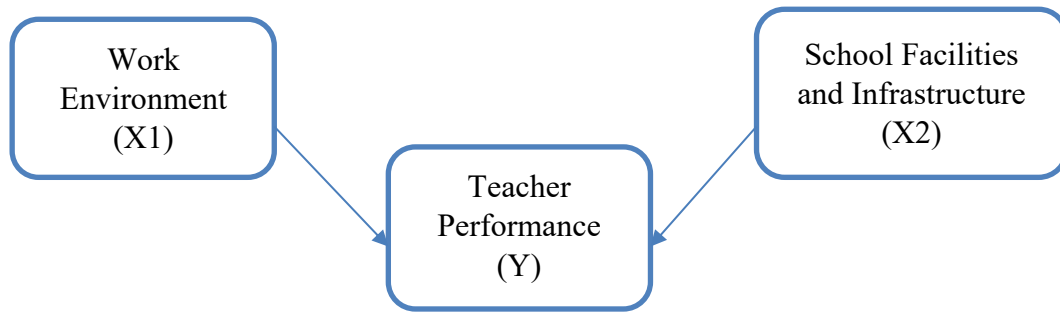 Work
Environment
(X1)
School Facilities
and Infrastructure
(X2)
Teacher
Performance
(Y)